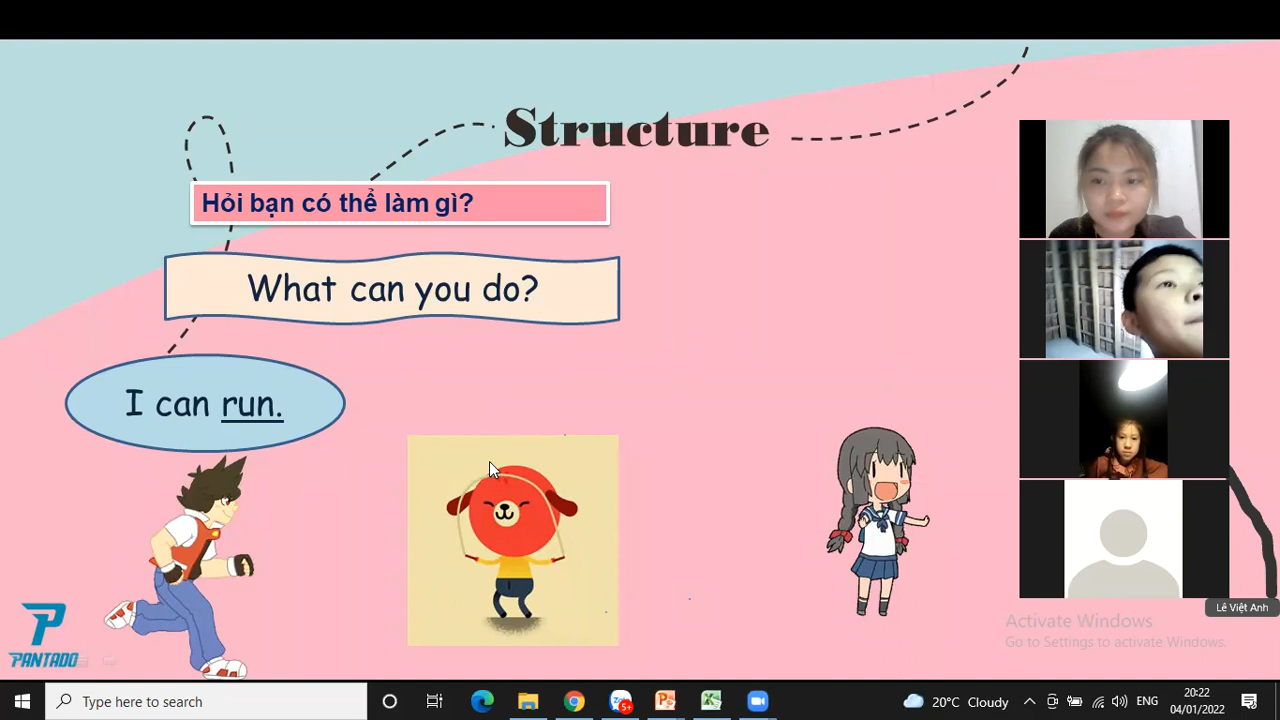 Structure
Hỏi bạn có thể làm gì?
What can you do?
I can run.
PANTADO
Lê Việt Anh
Activate Windows
Go to Settings to activate Windows.
Type here to search
5+
20°C Cloudy
ENG
20:22
04/01/2022